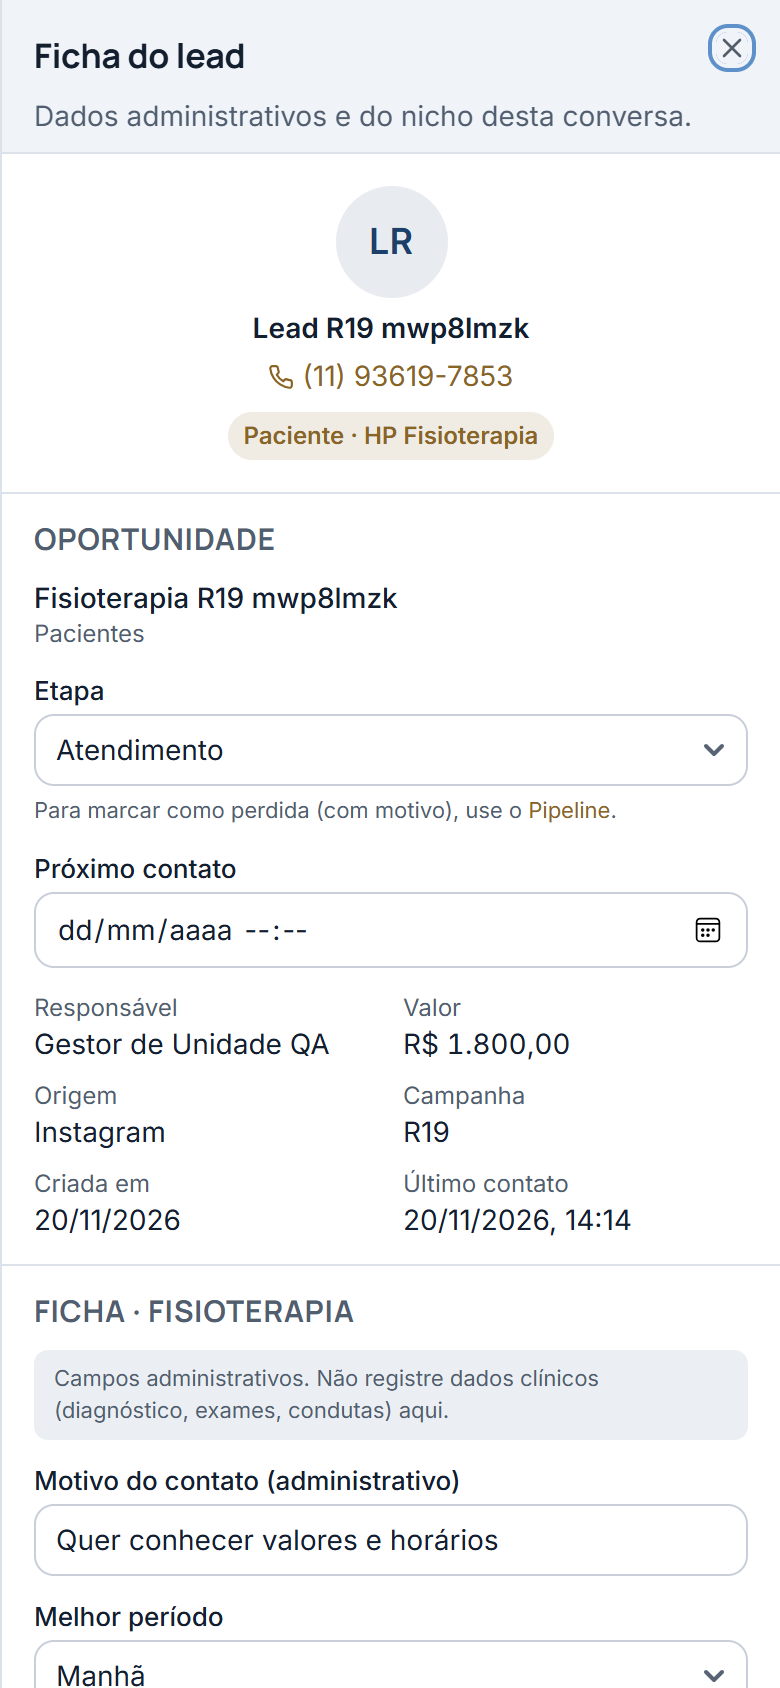 Ficha do lead
Dados administrativos e do nicho desta conversa.
LR
Lead R19 mwp8lmzk
(11) 93619-7853
Paciente · HP Fisioterapia
OPORTUNIDADE
Fisioterapia R19 mwp8lmzk
Pacientes
Etapa
Atendimento
Para marcar como perdida (com motivo), use o Pipeline.
Próximo contato
dd/mm/aaaa --:--
Responsável
Gestor de Unidade QA
Valor
R$ 1.800,00
Origem
Instagram
Campanha
R19
Criada em
20/11/2026
Último contato
20/11/2026, 14:14
FICHA · FISIOTERAPIA
Campos administrativos. Não registre dados clínicos
(diagnóstico, exames, condutas) aqui.
Motivo do contato (administrativo)
Quer conhecer valores e horários
Melhor período
Manhã